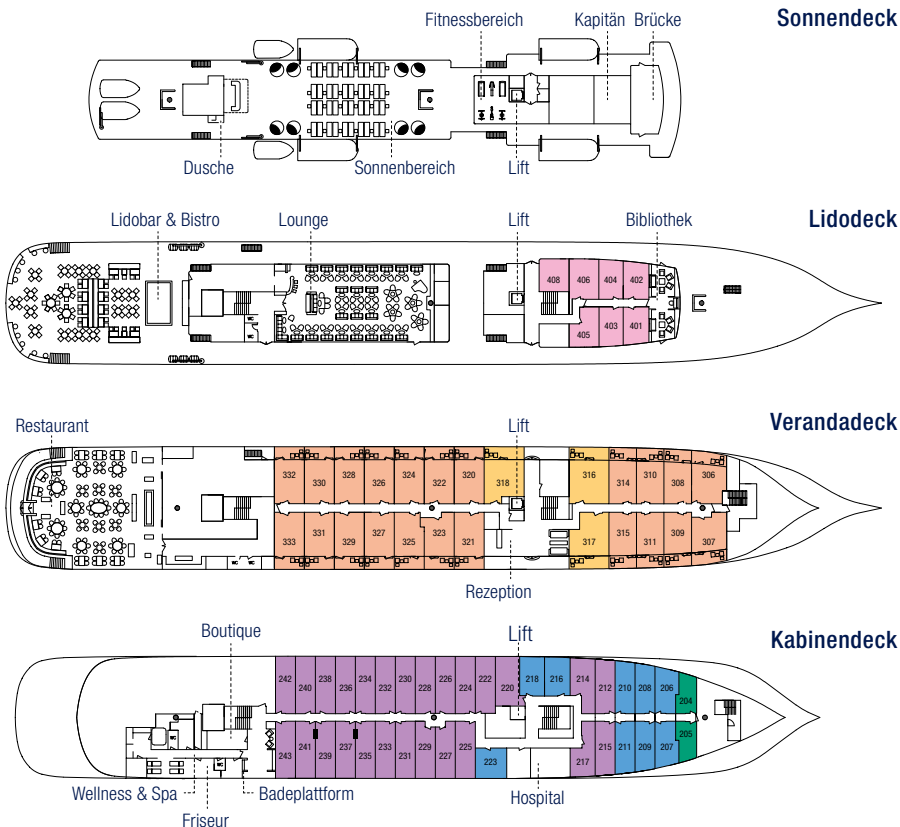 Sonnendeck
Fitnessbereich Kapitän Brücke
Dusche Sonnenbereich Lift
Lidodeck
Lidobar & Bistro Lounge Lift Bibliothek
408 406 404 402
405 403 401
WC
Verandadeck
Restaurant Lift
332 330 328 326 324 322 320 318 316 314 310 308 306
333 331 329 327 325 323 321 317 315 311 309 307
WC WC
Rezeption
Kabinendeck
Boutique Lift
242 240 238 236 234 232 230 228 226 224 222 220 218 216 214 212 210 208 206 204
243 241 239 237 235 233 231 229 227 225 223 217 215 211 209 207 205
Wellness & Spa Badeplattform Hospital
Friseur